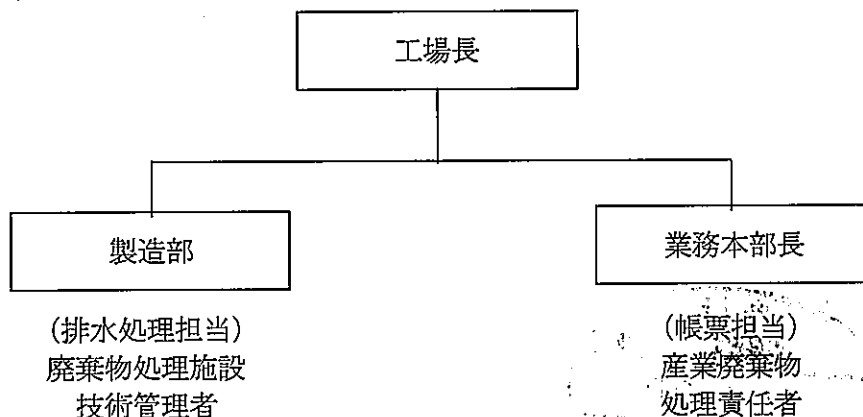 工場長
製造部
(排水処理担当)
廃棄物処理施設
技術管理者
業務本部長
(帳票担当)
産業廃棄物
処理責任者